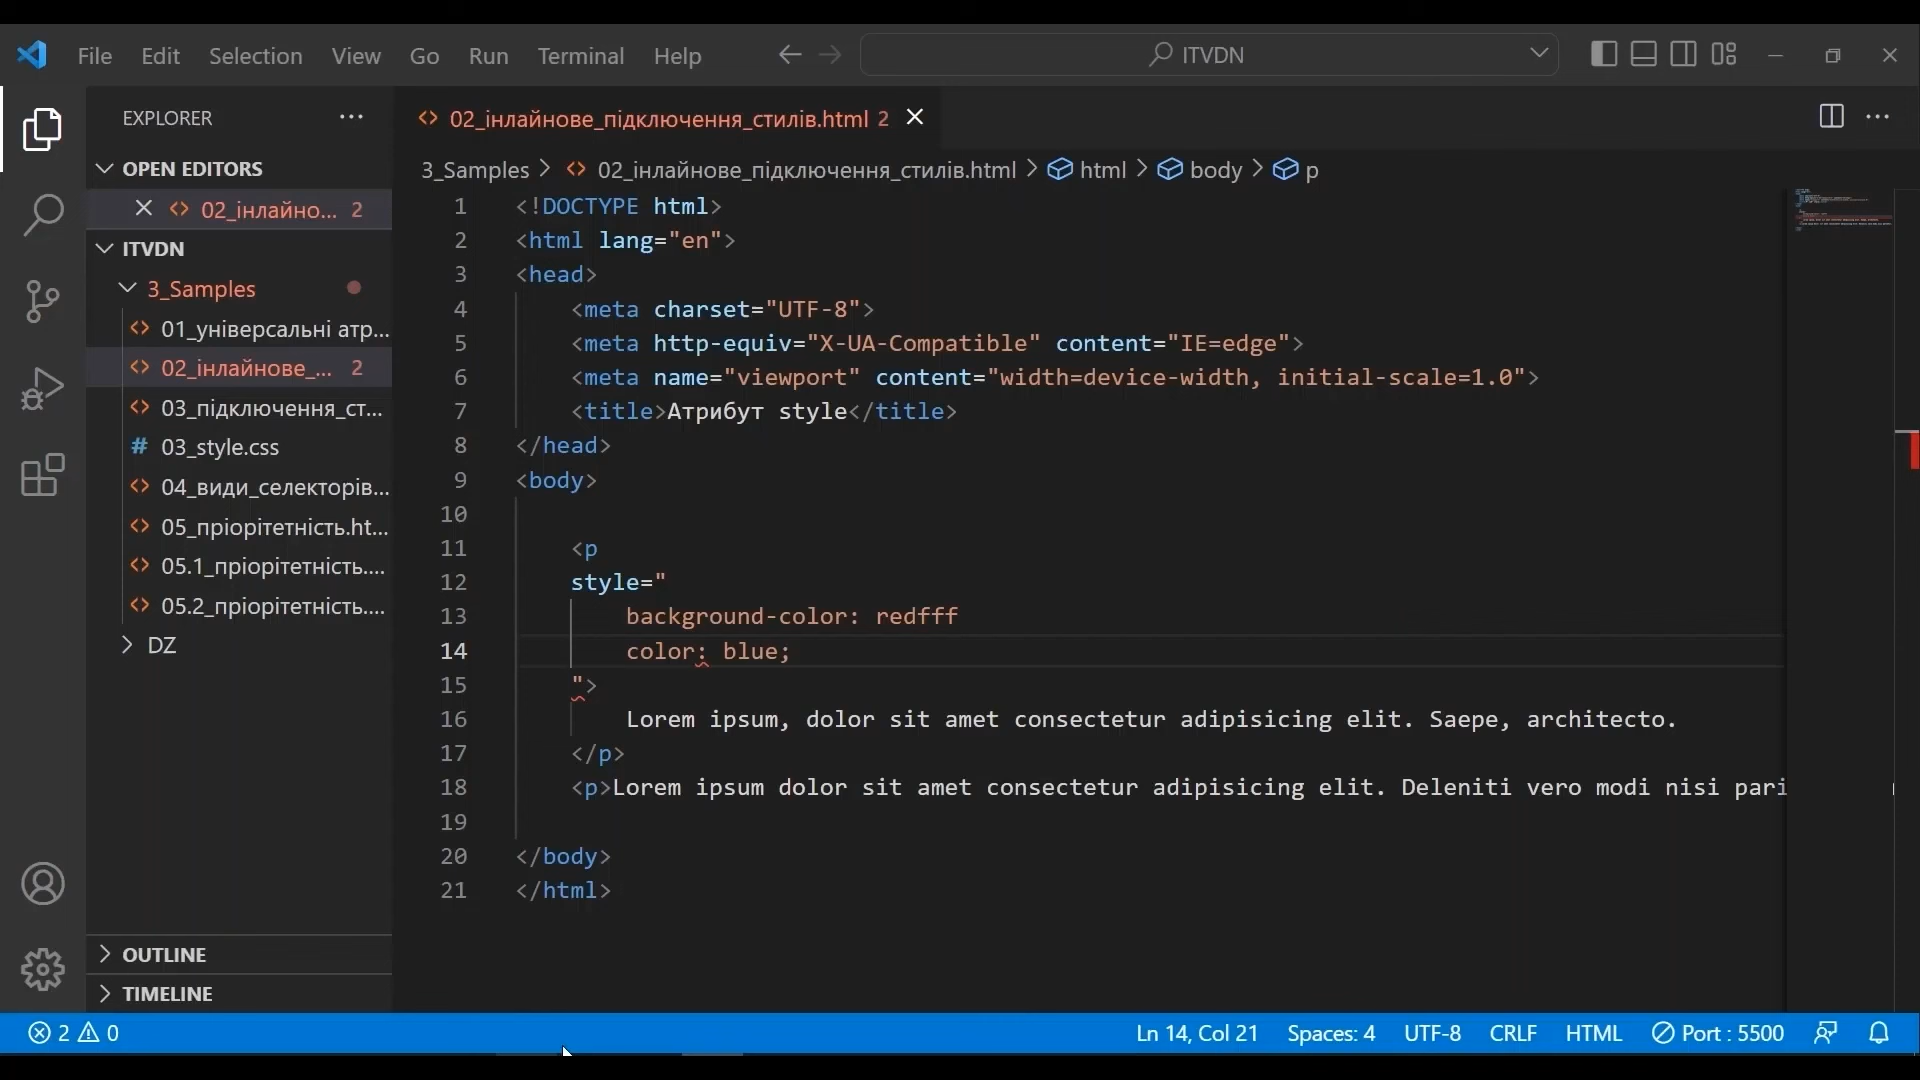 File Edit Selection View Go Run Terminal Help
ITVDN
EXPLORER
OPEN EDITORS
02_інлайно... 2
ITVDN
3_Samples
01_універсальні атр...
02_інлайнове_... 2
03_підключення_ст...
03_style.css
04_види_селекторів...
05_пріорітетність.ht...
05.1_пріорітетність....
05.2_пріорітетність....
DZ
OUTLINE
TIMELINE
02_інлайнове_підключення_стилів.html 2
3_Samples > 02_інлайнове_підключення_стилів.html > html > body > p
1 <!DOCTYPE html>
2 <html lang="en">
3 <head>
4 <meta charset="UTF-8">
5 <meta http-equiv="X-UA-Compatible" content="IE=edge">
6 <meta name="viewport" content="width=device-width, initial-scale=1.0">
7 <title>Атрибут style</title>
8 </head>
9 <body>
10
11 <p
12 style="
13 background-color: redfff
14 color: blue;
15 ">
16 Lorem ipsum, dolor sit amet consectetur adipisicing elit. Saepe, architecto.
17 </p>
18 <p>Lorem ipsum dolor sit amet consectetur adipisicing elit. Deleniti vero modi nisi pari
19
20 </body>
21 </html>
2 0
Ln 14, Col 21 Spaces: 4 UTF-8 CRLF HTML Port : 5500